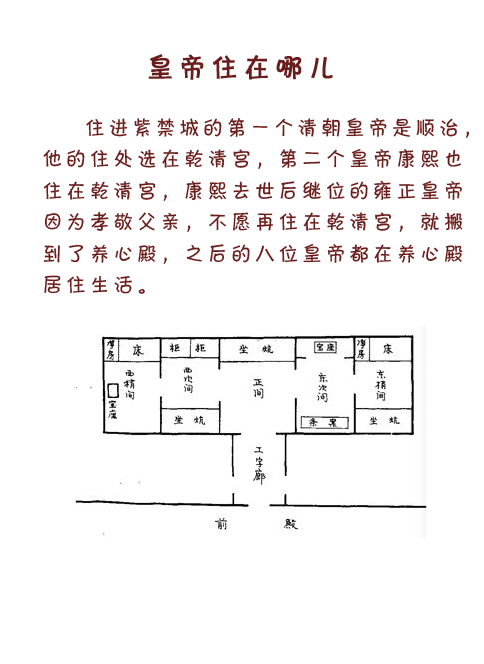 皇帝住在哪儿
住进紫禁城的第一个清朝皇帝是顺治，
他的住处选在乾清宫，第二个皇帝康熙也
住在乾清宫，康熙去世后继位的雍正皇帝
因为孝敬父亲，不愿再住在乾清宫，就搬
到了养心殿，之后的八位皇帝都在养心殿
居住生活。
净房
床
柜
柜
坐炕
宝座
净房
床
西梢间
西次间
正间
东次间
东梢间
宝座
坐炕
条案
坐炕
工字廊
前殿